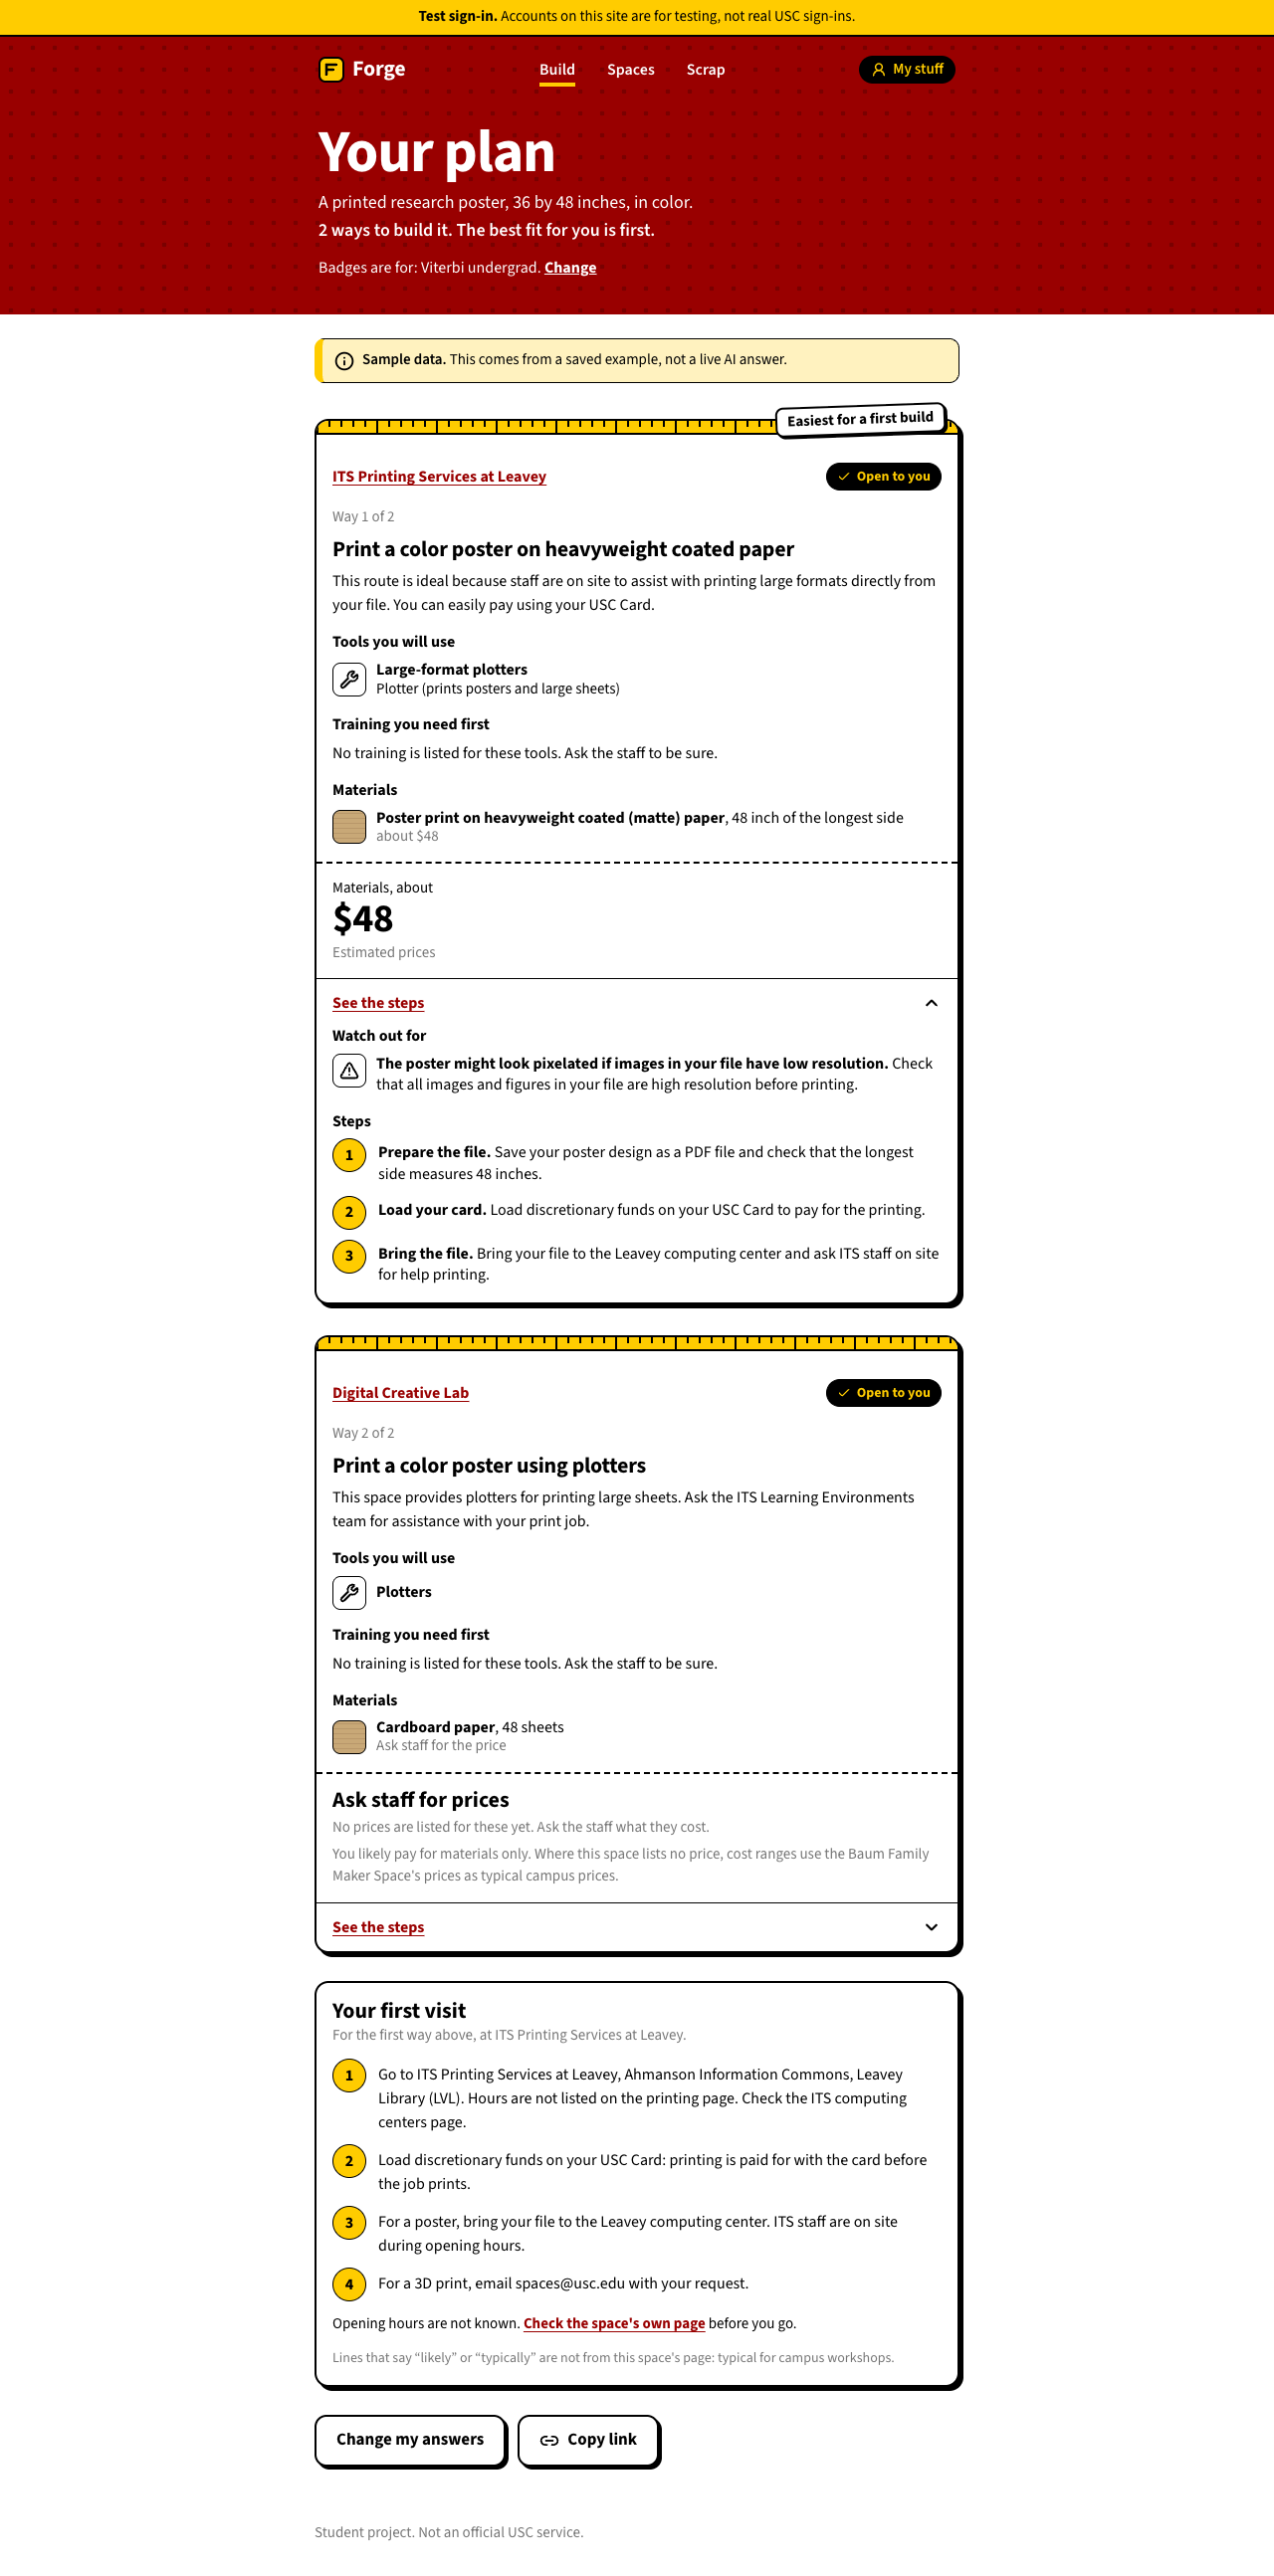 Test sign-in. Accounts on this site are for testing, not real USC sign-ins.
Forge
Build
Spaces
Scrap
My stuff
Your plan
A printed research poster, 36 by 48 inches, in color.
2 ways to build it. The best fit for you is first.
Badges are for: Viterbi undergrad. Change
Sample data. This comes from a saved example, not a live AI answer.
Easiest for a first build
ITS Printing Services at Leavey
Open to you
Way 1 of 2
Print a color poster on heavyweight coated paper
This route is ideal because staff are on site to assist with printing large formats directly from
your file. You can easily pay using your USC Card.
Tools you will use
Large-format plotters
Plotter (prints posters and large sheets)
Training you need first
No training is listed for these tools. Ask the staff to be sure.
Materials
Poster print on heavyweight coated (matte) paper, 48 inch of the longest side
about $48
Materials, about
$48
Estimated prices
See the steps
Watch out for
The poster might look pixelated if images in your file have low resolution. Check
that all images and figures in your file are high resolution before printing.
Steps
1
Prepare the file. Save your poster design as a PDF file and check that the longest
side measures 48 inches.
2
Load your card. Load discretionary funds on your USC Card to pay for the printing.
3
Bring the file. Bring your file to the Leavey computing center and ask ITS staff on site
for help printing.
Digital Creative Lab
Open to you
Way 2 of 2
Print a color poster using plotters
This space provides plotters for printing large sheets. Ask the ITS Learning Environments
team for assistance with your print job.
Tools you will use
Plotters
Training you need first
No training is listed for these tools. Ask the staff to be sure.
Materials
Cardboard paper, 48 sheets
Ask staff for the price
Ask staff for prices
No prices are listed for these yet. Ask the staff what they cost.
You likely pay for materials only. Where this space lists no price, cost ranges use the Baum Family
Maker Space's prices as typical campus prices.
See the steps
Your first visit
For the first way above, at ITS Printing Services at Leavey.
1
Go to ITS Printing Services at Leavey, Ahmanson Information Commons, Leavey
Library (LVL). Hours are not listed on the printing page. Check the ITS computing
centers page.
2
Load discretionary funds on your USC Card: printing is paid for with the card before
the job prints.
3
For a poster, bring your file to the Leavey computing center. ITS staff are on site
during opening hours.
4
For a 3D print, email spaces@usc.edu with your request.
Opening hours are not known. Check the space's own page before you go.
Lines that say “likely” or “typically” are not from this space's page: typical for campus workshops.
Change my answers
Copy link
Student project. Not an official USC service.